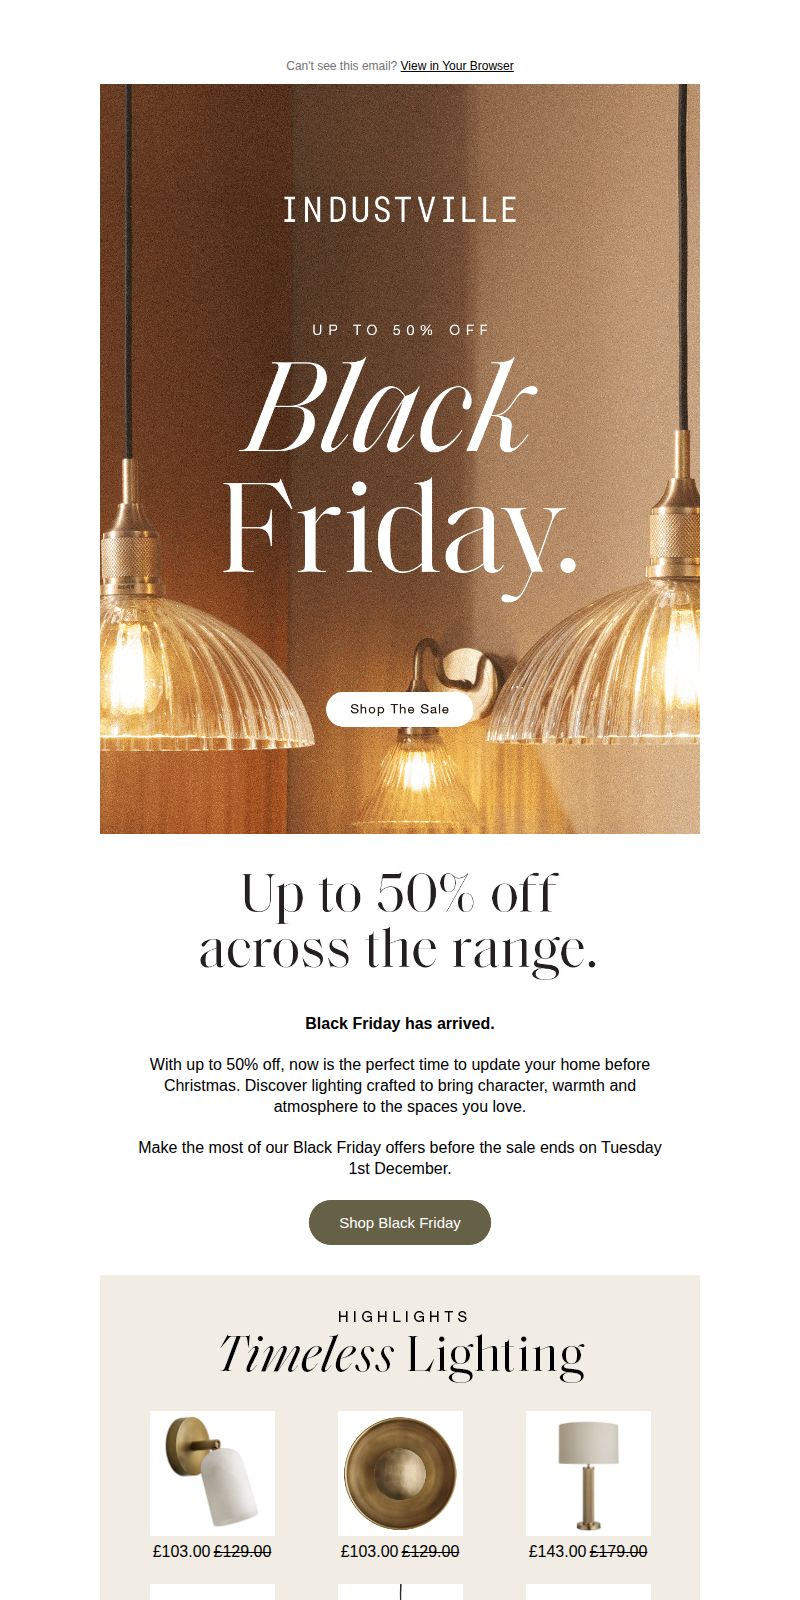 Can't see this email? View in Your Browser
INDUSTVILLE
UP TO 50% OFF
Black
Friday.
Shop The Sale
Up to 50% off
across the range.
Black Friday has arrived.
With up to 50% off, now is the perfect time to update your home before
Christmas. Discover lighting crafted to bring character, warmth and
atmosphere to the spaces you love.
Make the most of our Black Friday offers before the sale ends on Tuesday
1st December.
Shop Black Friday
HIGHLIGHTS
Timeless Lighting
£103.00 £129.00
£103.00 £129.00
£143.00 £179.00